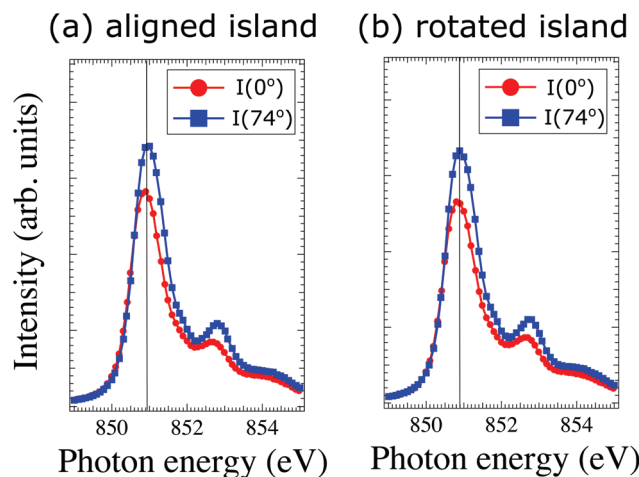 (a) aligned island
(b) rotated island
I(0°)
I(74°)
I(0°)
I(74°)
Intensity (arb. units)
850
852
854
850
852
854
Photon energy (eV)
Photon energy (eV)